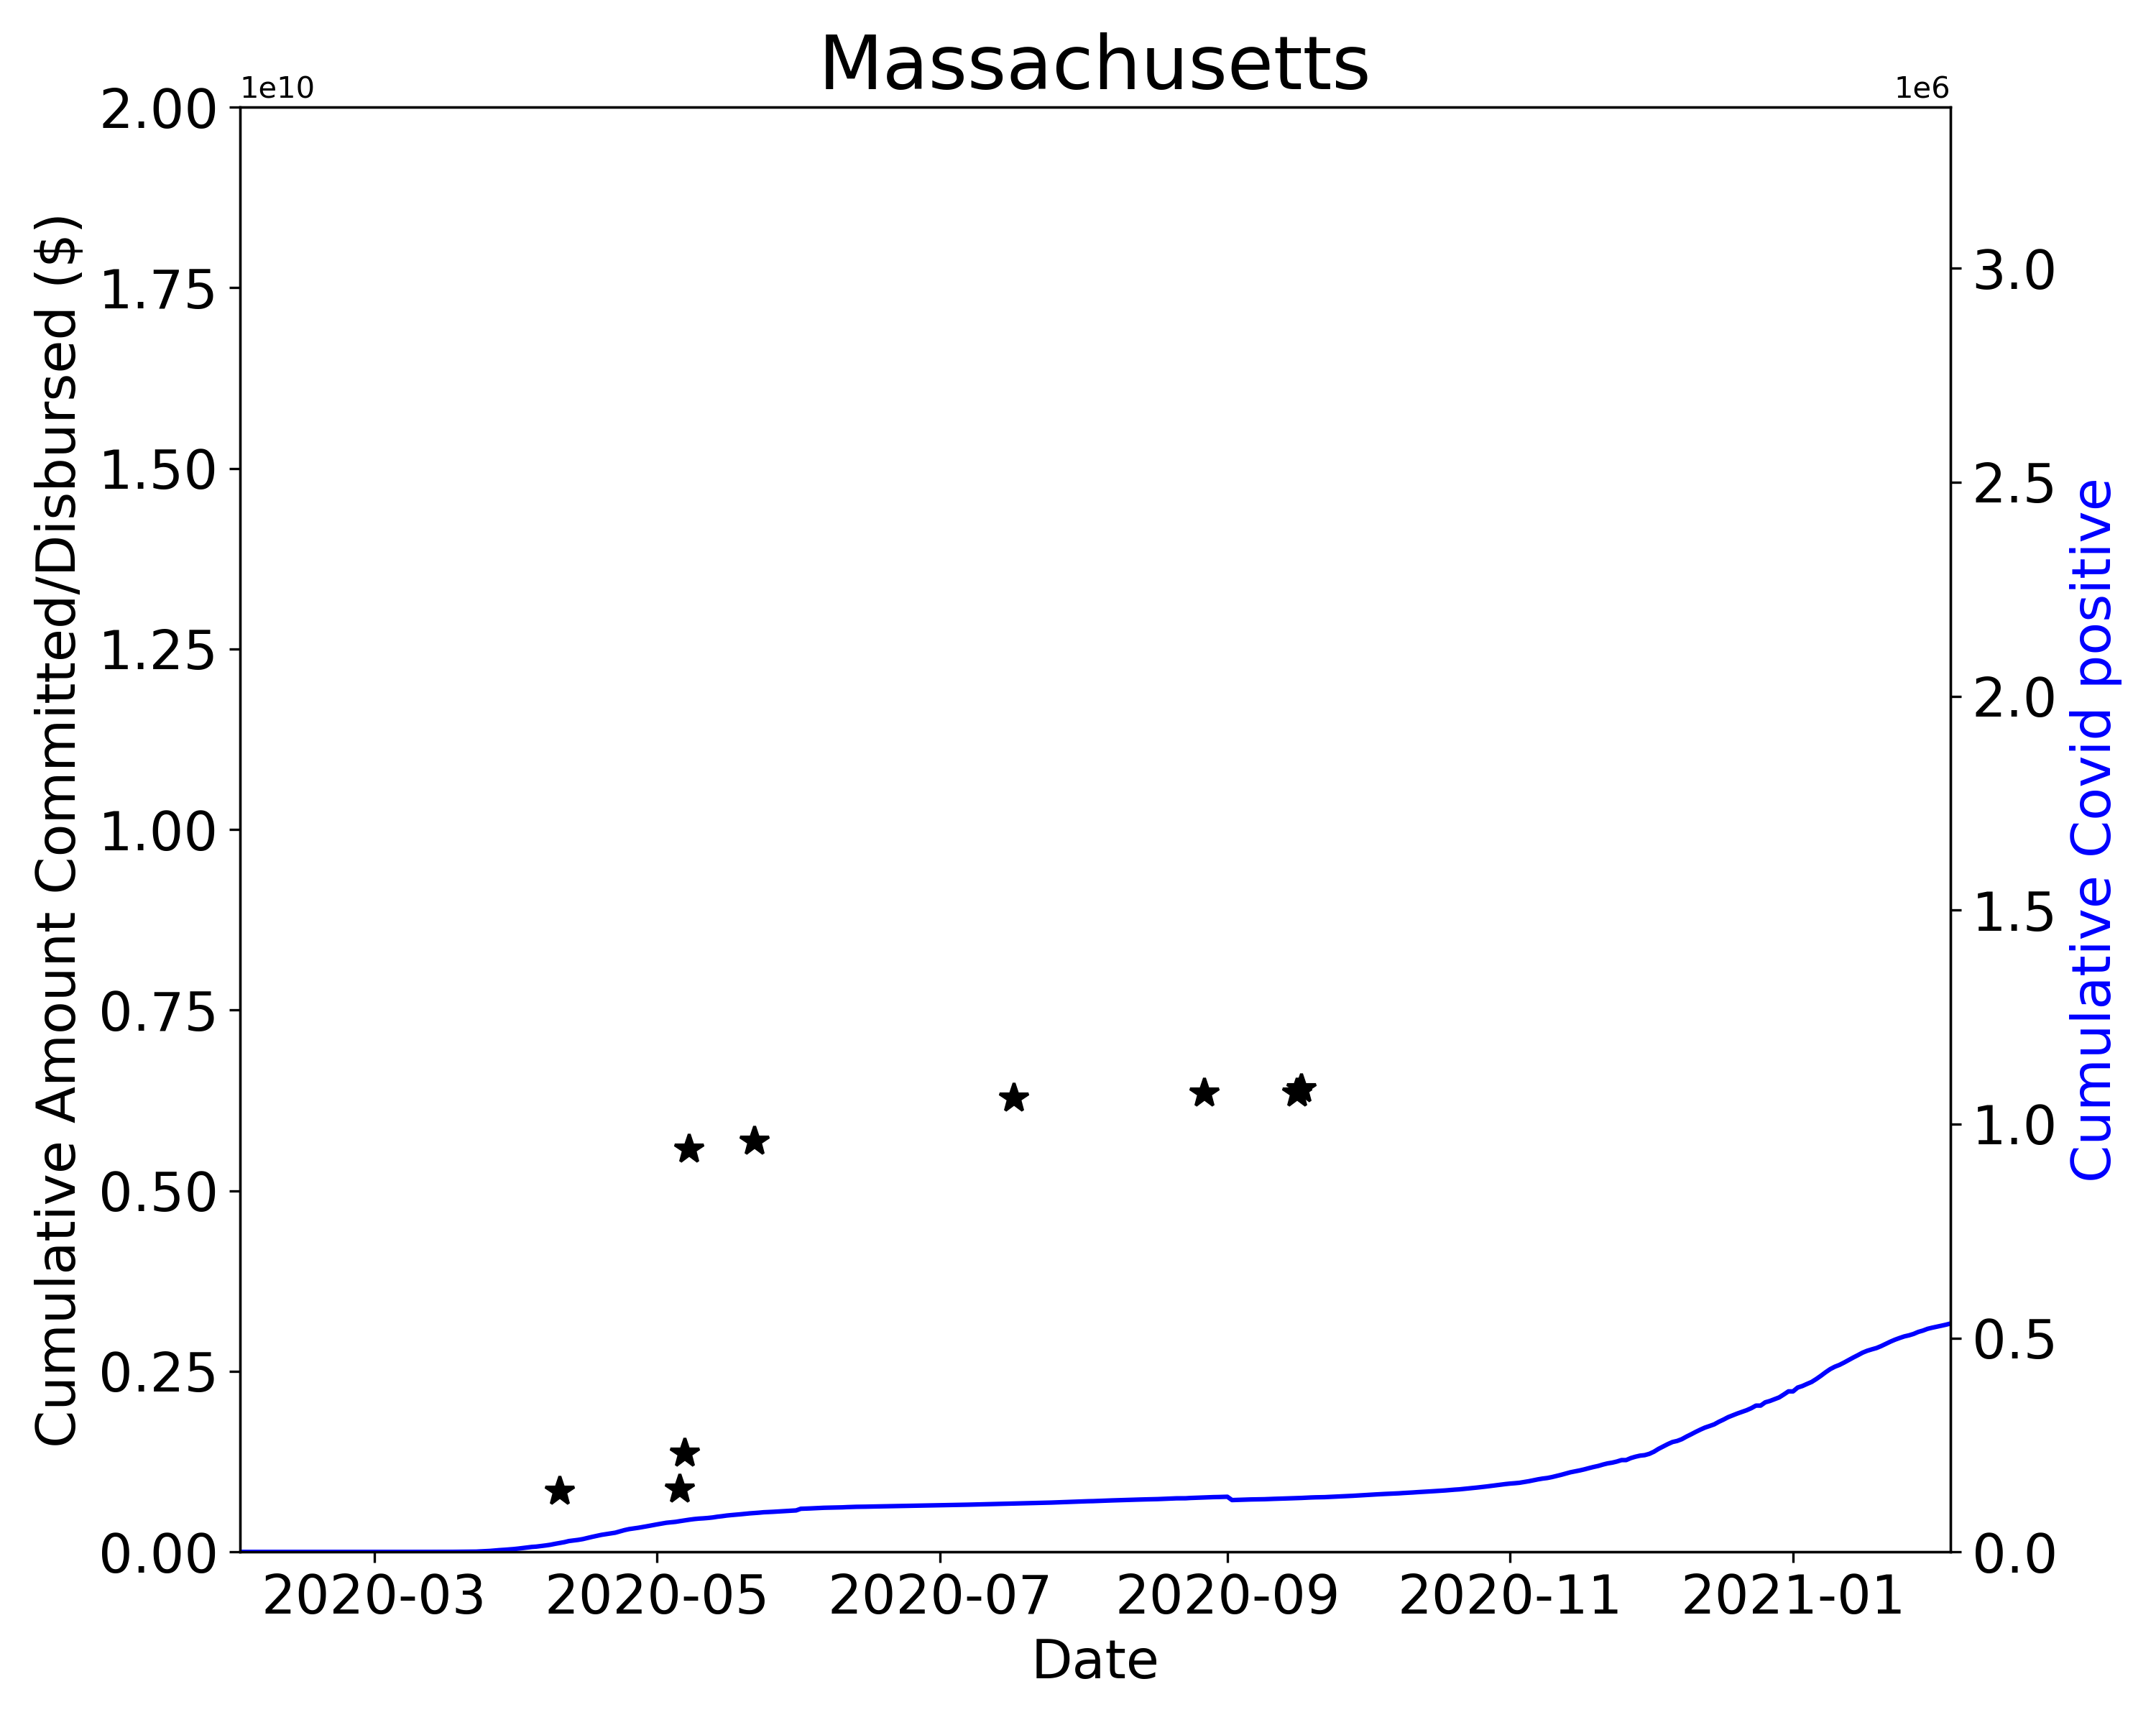 Massachusetts
1e10
1e6
2.00
1.75
1.50
1.25
1.00
0.75
0.50
0.25
0.00
Cumulative Amount Committed/Disbursed ($)
3.0
2.5
2.0
1.5
1.0
0.5
0.0
Cumulative Covid positive
2020-03 2020-05 2020-07 2020-09 2020-11 2021-01
Date